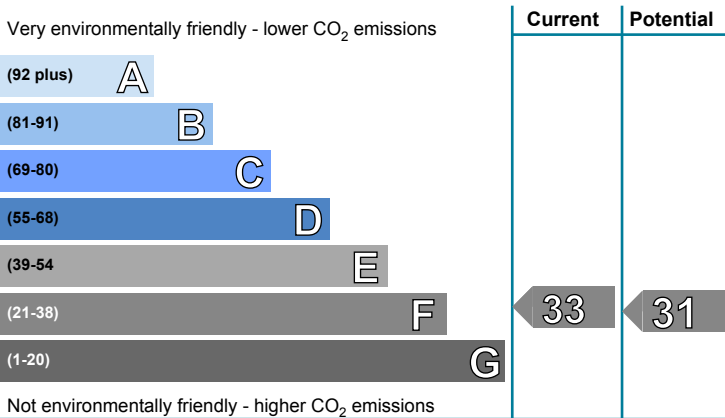 Very environmentally friendly - lower CO2 emissions
Current
Potential
(92 plus) A
(81-91) B
(69-80) C
(55-68) D
(39-54 E
(21-38) F
33
31
(1-20) G
Not environmentally friendly - higher CO2 emissions